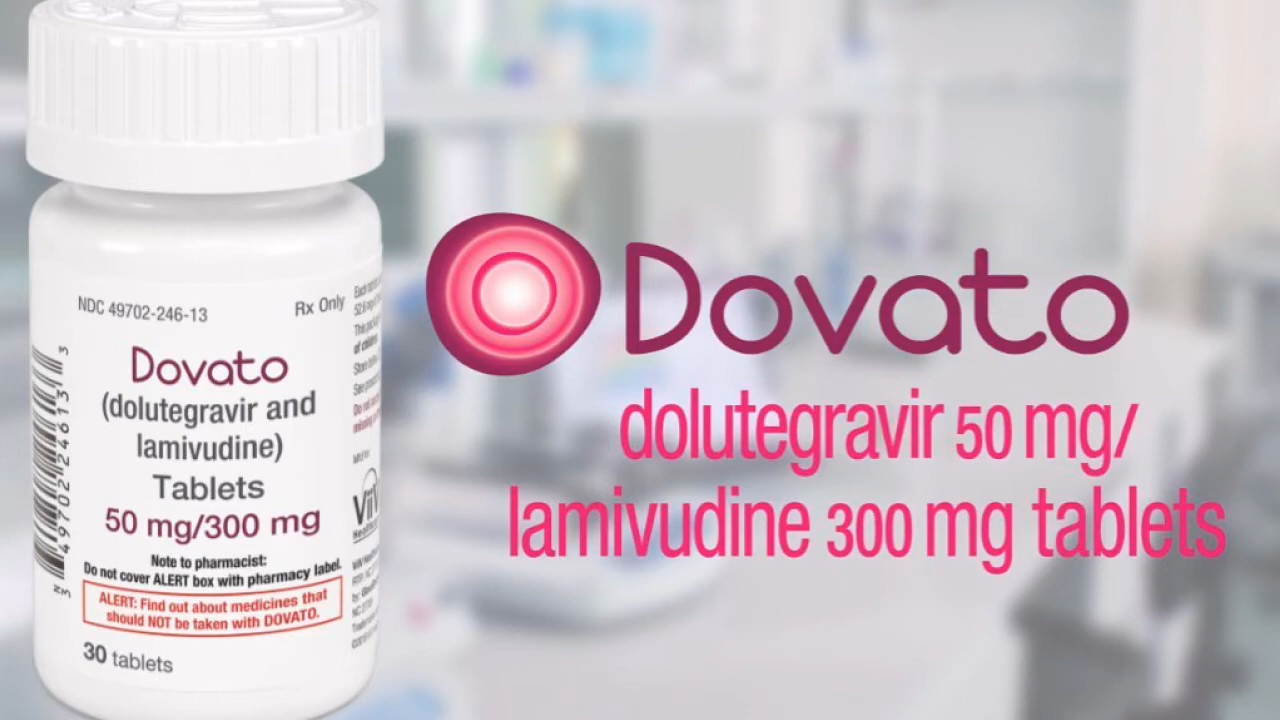 NDC 49702-246-13
Rx Only
Dovato
(dolutegravir and
lamivudine)
Tablets
50 mg/300 mg
Note to pharmacist:
Do not cover ALERT box with pharmacy label.
ALERT: Find out about medicines that
should NOT be taken with DOVATO.
30 tablets
Dovato
dolutegravir 50 mg/
lamivudine 300 mg tablets